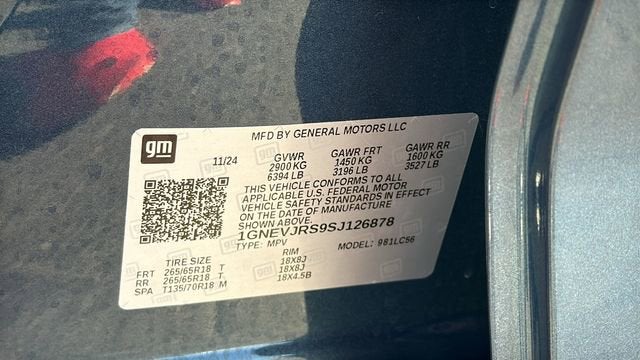 gm
MFD BY GENERAL MOTORS LLC
11/24 GVWR GAWR FRT GAWR RR
2900 KG 1450 KG 1600 KG
6394 LB 3196 LB 3527 LB
THIS VEHICLE CONFORMS TO ALL
APPLICABLE U.S. FEDERAL MOTOR
VEHICLE SAFETY STANDARDS IN EFFECT
ON THE DATE OF MANUFACTURE
SHOWN ABOVE.
1GNEVJRS9SJ126878
TYPE: MPV MODEL: 981LC56
TIRE SIZE RIM
FRT 265/65R18 T 18X8J
RR 265/65R18 T 18X8J
SPA T135/70R18 M 18X4.5B